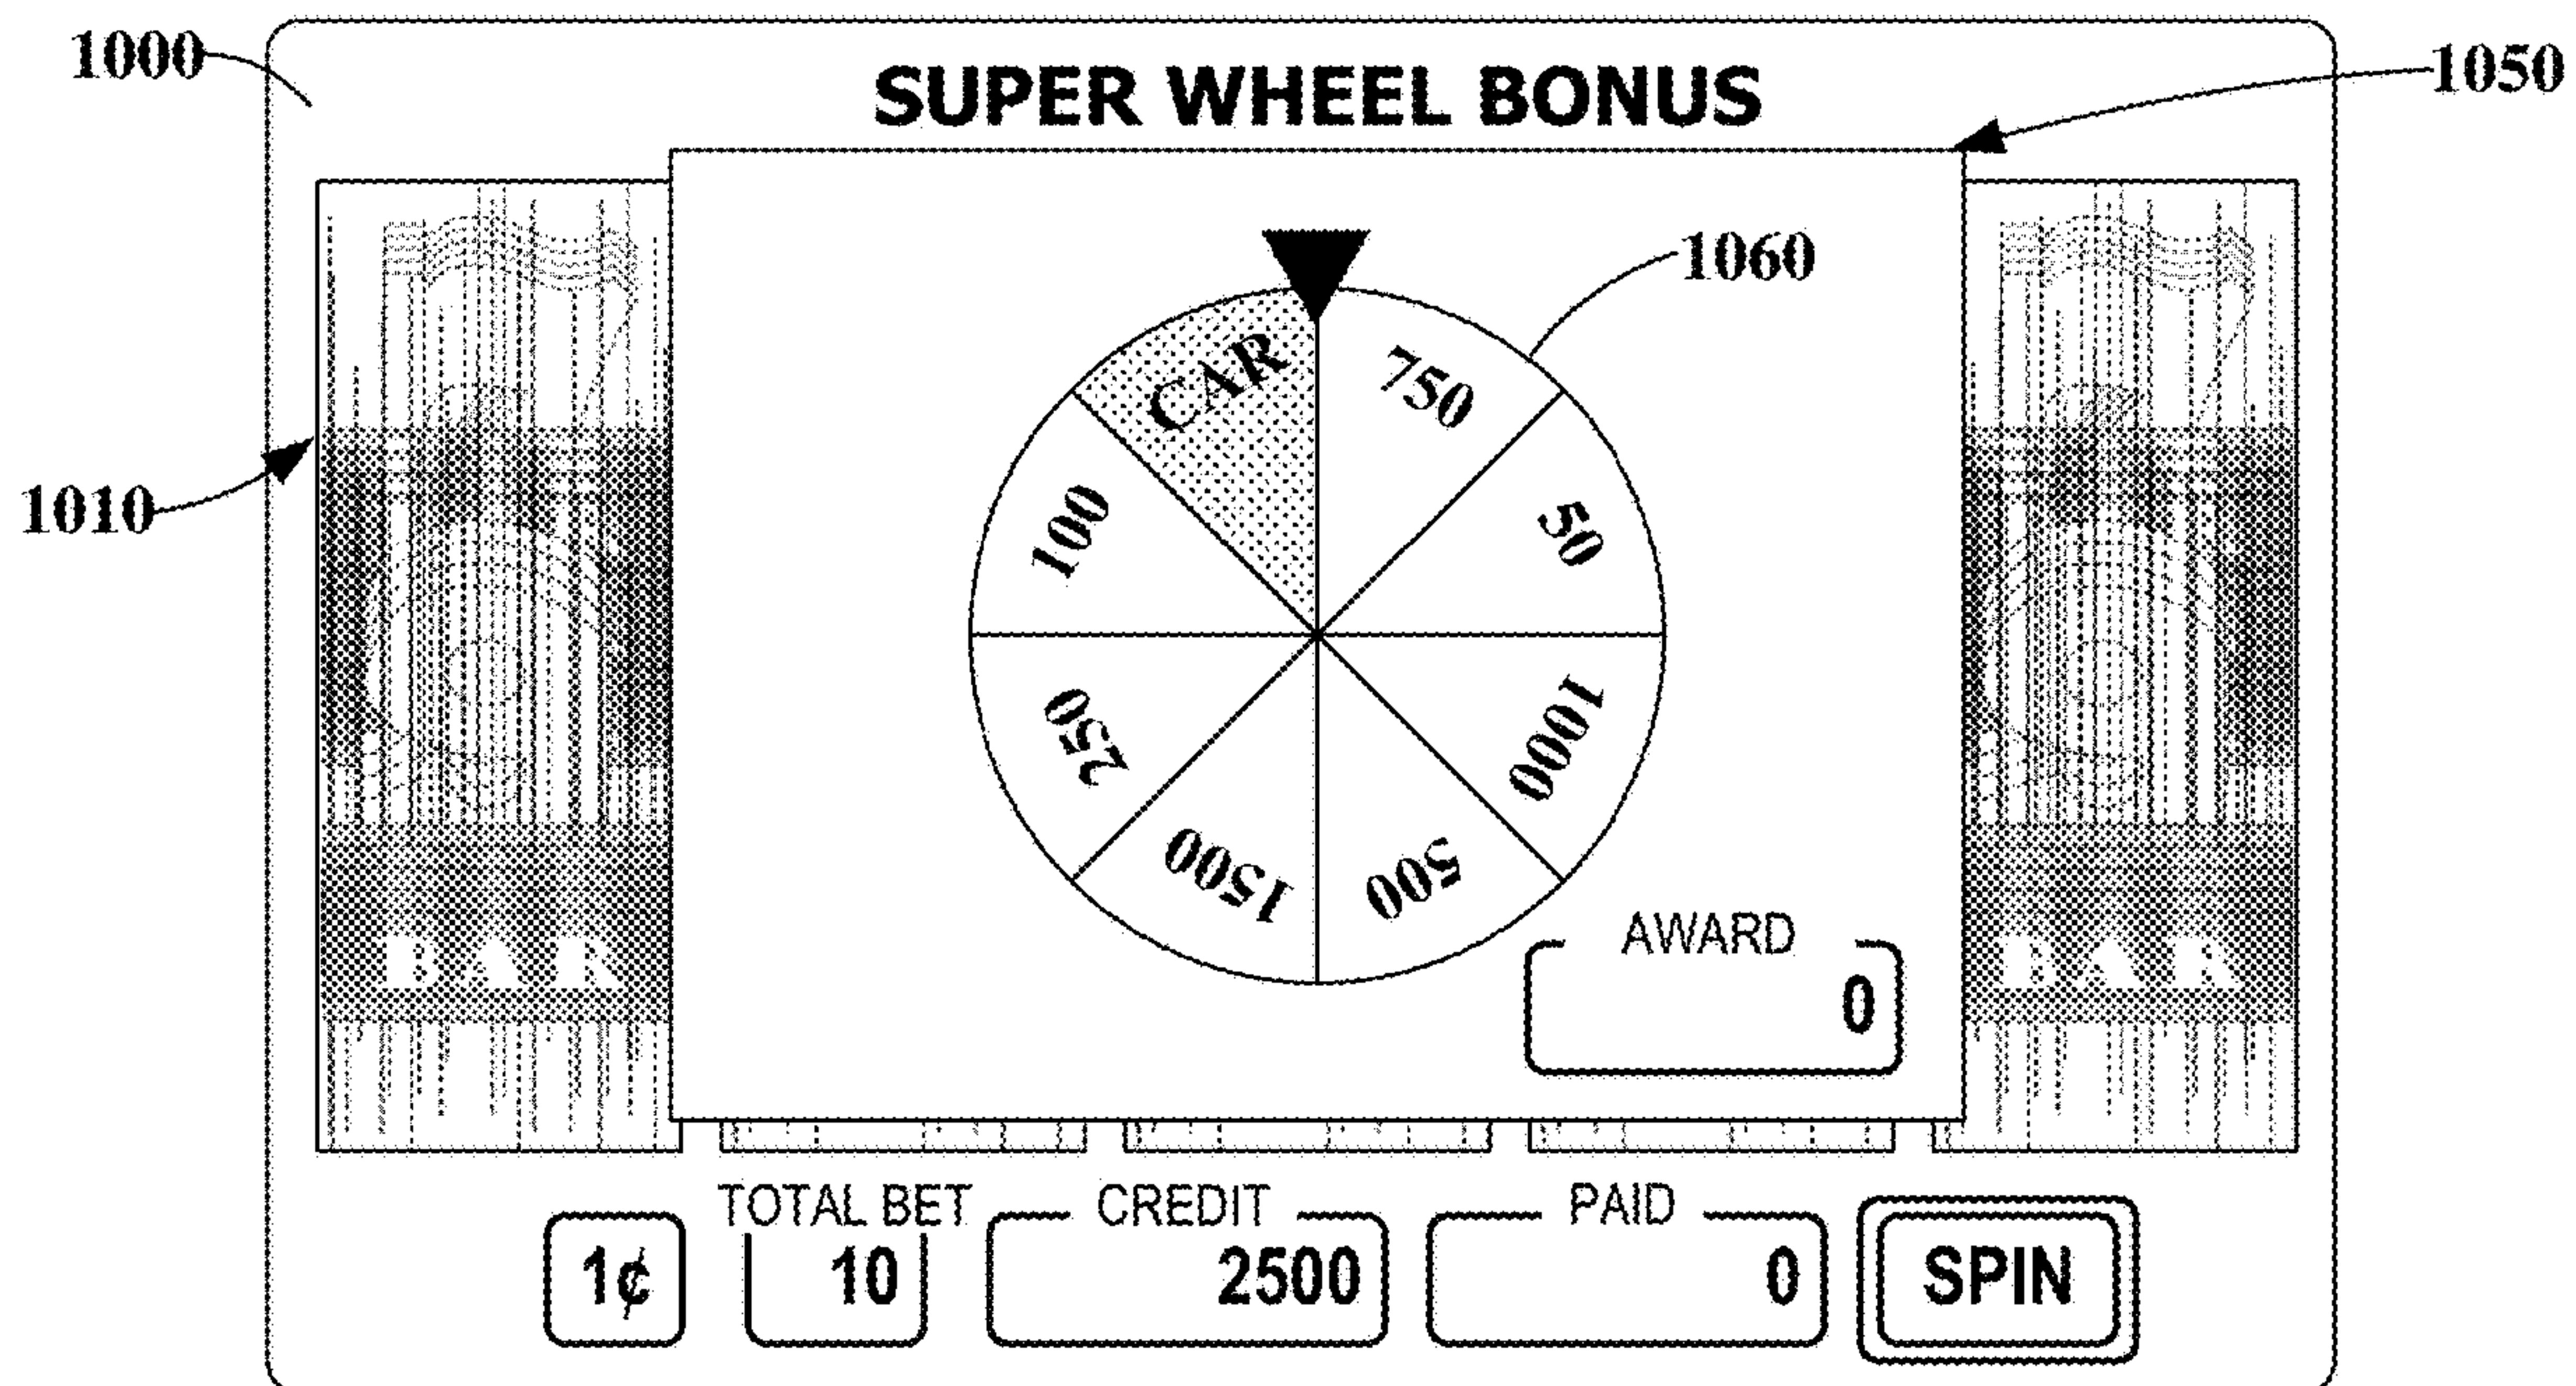 1000
SUPER WHEEL BONUS
1050
1060
1010
CAR
750
50
1000
500
1500
250
100
AWARD
0
BAR
BAR
TOTAL BET
CREDIT
PAID
1¢
10
2500
0
SPIN